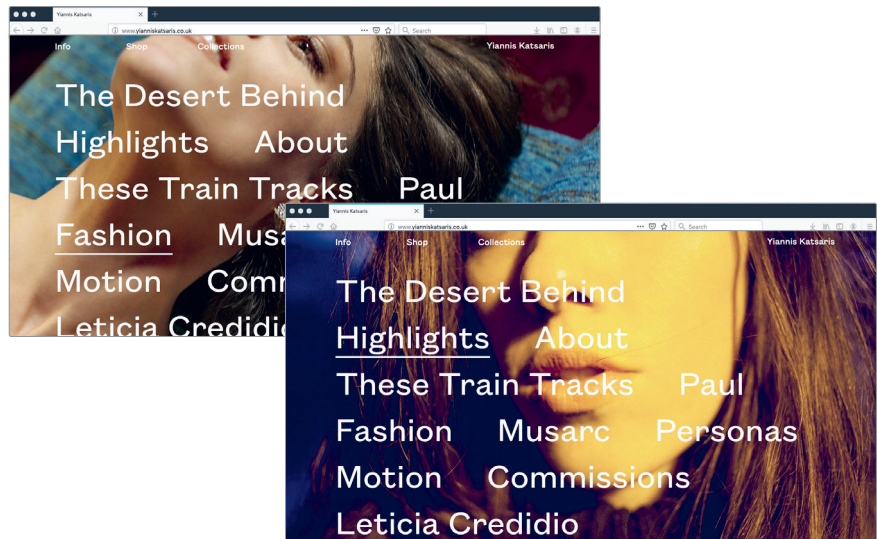 Yiannis Katsaris
www.yianniskatsaris.co.uk
Search
Info Shop Collections Yiannis Katsaris
The Desert Behind
Highlights About
These Train Tracks Paul
Fashion Musa
Motion Comm
Leticia Credidio
Yiannis Katsaris
www.yianniskatsaris.co.uk
Search
Info Shop Collections Yiannis Katsaris
The Desert Behind
Highlights About
These Train Tracks Paul
Fashion Musarc Personas
Motion Commissions
Leticia Credidio